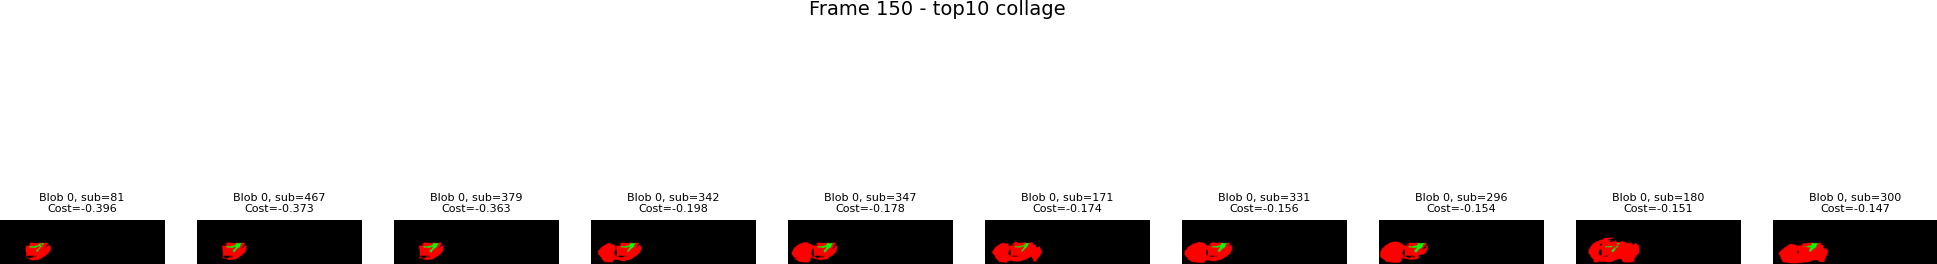 Frame 150 - top10 collage
Blob 0, sub=81
Cost=-0.396
Blob 0, sub=467
Cost=-0.373
Blob 0, sub=379
Cost=-0.363
Blob 0, sub=342
Cost=-0.198
Blob 0, sub=347
Cost=-0.178
Blob 0, sub=171
Cost=-0.174
Blob 0, sub=331
Cost=-0.156
Blob 0, sub=296
Cost=-0.154
Blob 0, sub=180
Cost=-0.151
Blob 0, sub=300
Cost=-0.147